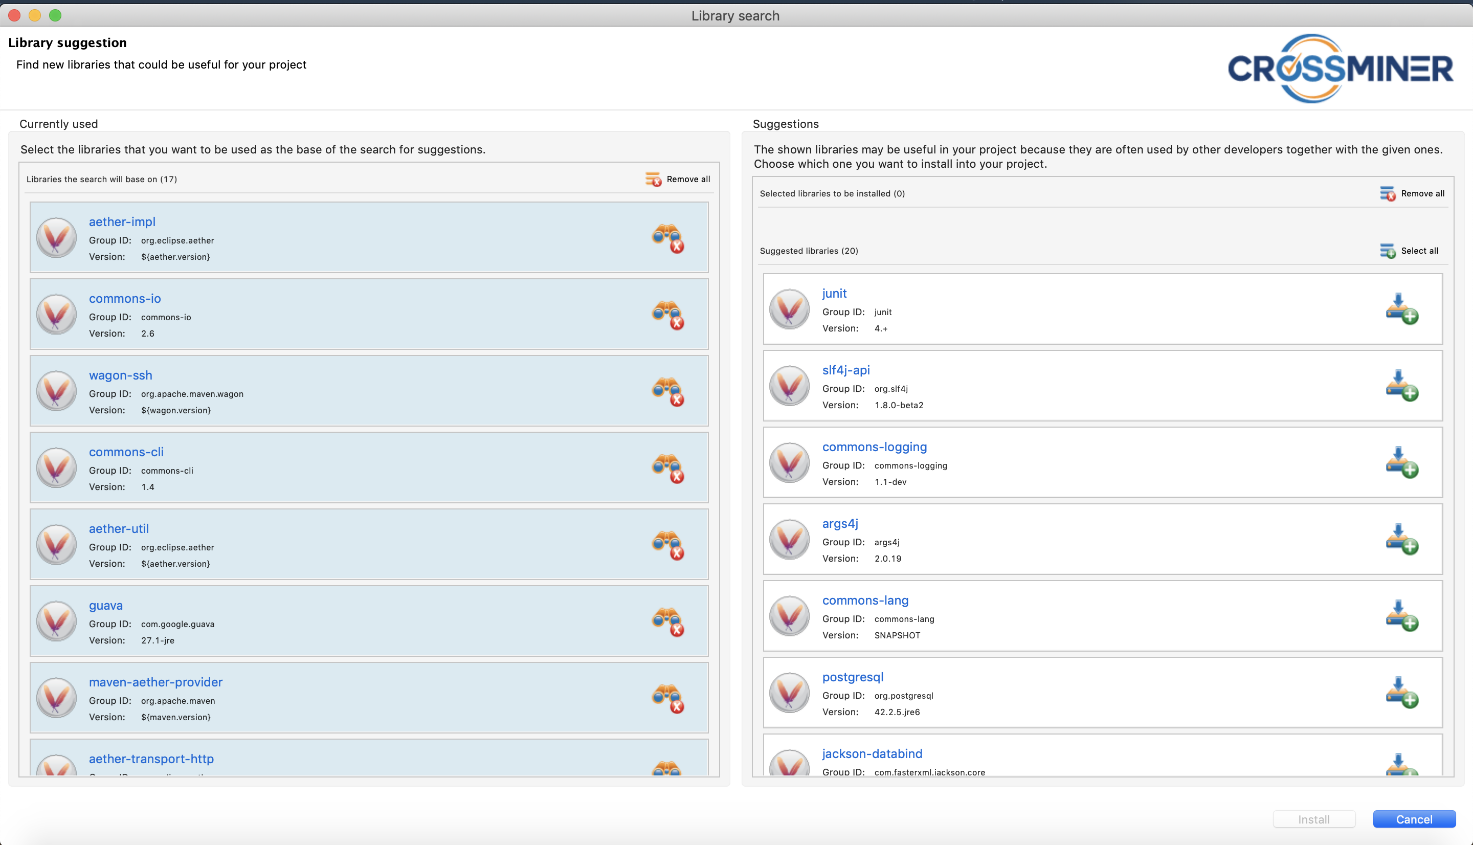 Library search
Library suggestion
Find new libraries that could be useful for your project
CROSSMINER
Currently used
Select the libraries that you want to be used as the base of the search for suggestions.
Libraries the search will base on (17)
Remove all
aether-impl
Group ID: org.eclipse.aether
Version: ${aether.version}
commons-io
Group ID: commons-io
Version: 2.6
wagon-ssh
Group ID: org.apache.maven.wagon
Version: ${wagon.version}
commons-cli
Group ID: commons-cli
Version: 1.4
aether-util
Group ID: org.eclipse.aether
Version: ${aether.version}
guava
Group ID: com.google.guava
Version: 27.1-jre
maven-aether-provider
Group ID: org.apache.maven
Version: ${maven.version}
aether-transport-http
Suggestions
The shown libraries may be useful in your project because they are often used by other developers together with the given ones.
Choose which one you want to install into your project.
Selected libraries to be installed (0)
Remove all
Suggested libraries (20)
Select all
junit
Group ID: junit
Version: 4.+
slf4j-api
Group ID: org.slf4j
Version: 1.8.0-beta2
commons-logging
Group ID: commons-logging
Version: 1.1-dev
args4j
Group ID: args4j
Version: 2.0.19
commons-lang
Group ID: commons-lang
Version: SNAPSHOT
postgresql
Group ID: org.postgresql
Version: 42.2.5.jre6
jackson-databind
Group ID: com.fasterxml.jackson.core
Install
Cancel